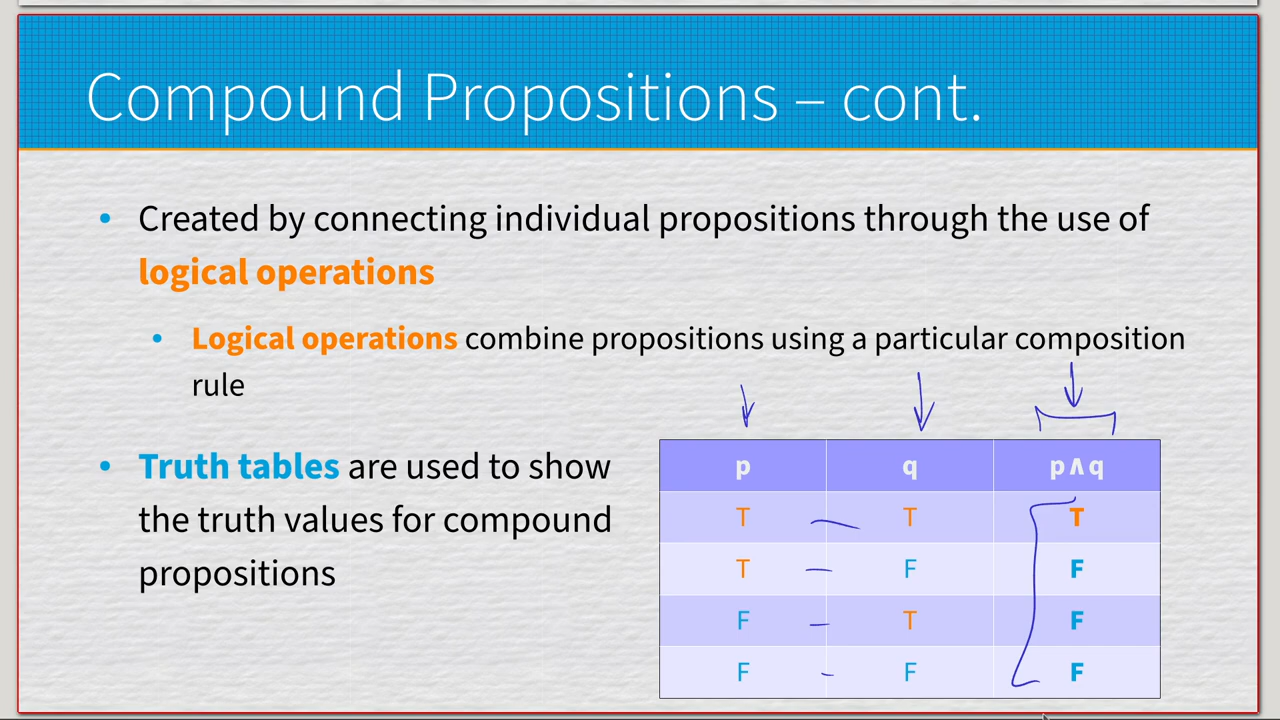 Compound Propositions – cont.
• Created by connecting individual propositions through the use of
logical operations
• Logical operations combine propositions using a particular composition
rule
• Truth tables are used to show
the truth values for compound
propositions
p q p∧q
T T T
T F F
F T F
F F F